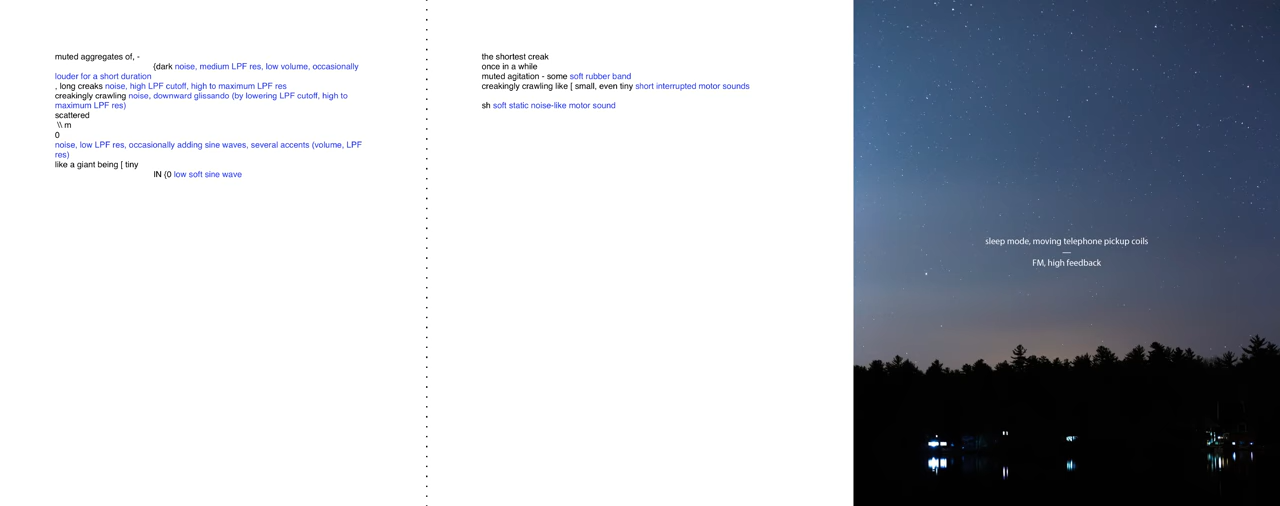 muted aggregates of, -
{dark noise, medium LPF res, low volume, occasionally
louder for a short duration
, long creaks noise, high LPF cutoff, high to maximum LPF res
creakingly crawling noise, downward glissando (by lowering LPF cutoff, high to
maximum LPF res)
scattered
\\ m
0
noise, low LPF res, occasionally adding sine waves, several accents (volume, LPF
res)
like a giant being [ tiny
IN {0 low soft sine wave
the shortest creak
once in a while
muted agitation - some soft rubber band
creakingly crawling like [ small, even tiny short interrupted motor sounds
sh soft static noise-like motor sound
sleep mode, moving telephone pickup coils
—
FM, high feedback